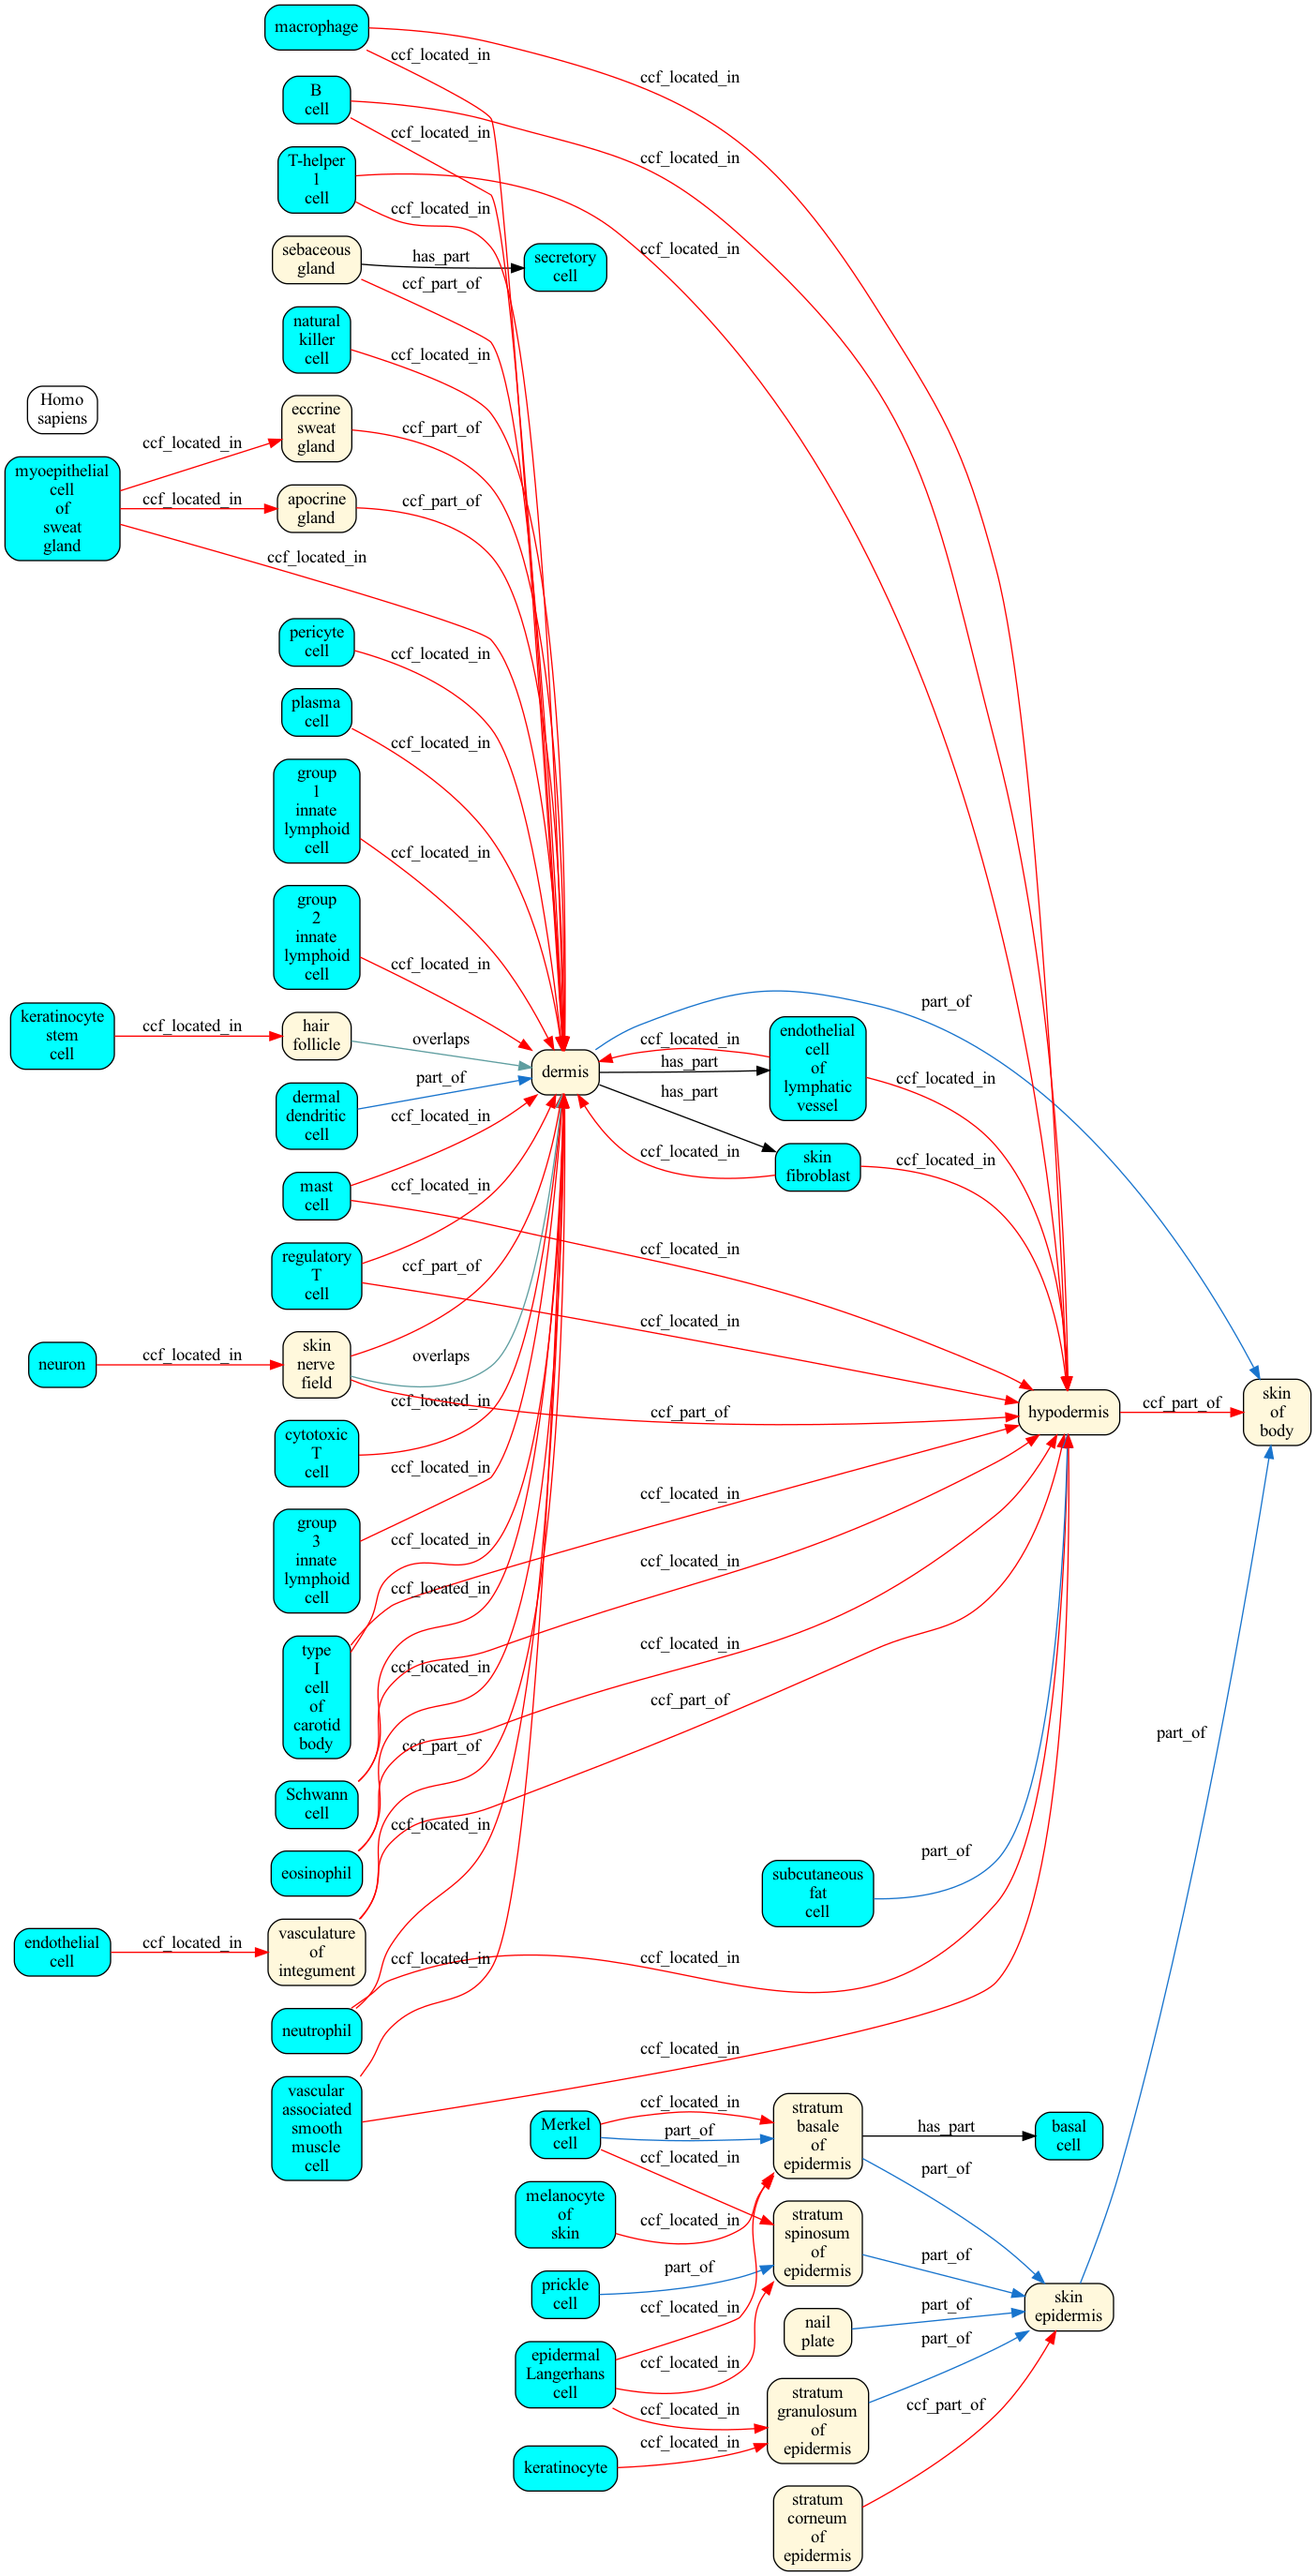 macrophage
ccf_located_in
ccf_located_in
B
cell
ccf_located_in
ccf_located_in
T-helper
1
cell
ccf_located_in
ccf_located_in
sebaceous
gland
has_part
secretory
cell
ccf_part_of
natural
killer
cell
ccf_located_in
Homo
sapiens
eccrine
sweat
gland
ccf_part_of
ccf_located_in
myoepithelial
cell
of
sweat
gland
ccf_located_in
apocrine
gland
ccf_part_of
ccf_located_in
pericyte
cell
ccf_located_in
plasma
cell
ccf_located_in
group
1
innate
lymphoid
cell
ccf_located_in
group
2
innate
lymphoid
cell
ccf_located_in
keratinocyte
stem
cell
ccf_located_in
hair
follicle
overlaps
dermis
part_of
ccf_located_in
has_part
has_part
endothelial
cell
of
lymphatic
vessel
ccf_located_in
dermal
dendritic
cell
part_of
ccf_located_in
ccf_located_in
skin
fibroblast
ccf_located_in
mast
cell
ccf_located_in
ccf_located_in
regulatory
T
cell
ccf_part_of
ccf_located_in
neuron
ccf_located_in
skin
nerve
field
overlaps
ccf_located_in
ccf_part_of
hypodermis
ccf_part_of
skin
of
body
cytotoxic
T
cell
ccf_located_in
group
3
innate
lymphoid
cell
ccf_located_in
ccf_located_in
type
I
cell
of
carotid
body
ccf_located_in
ccf_located_in
ccf_located_in
ccf_located_in
ccf_part_of
ccf_part_of
part_of
Schwann
cell
ccf_located_in
eosinophil
subcutaneous
fat
cell
part_of
endothelial
cell
ccf_located_in
vasculature
of
integument
ccf_located_in
ccf_located_in
neutrophil
vascular
associated
smooth
muscle
cell
ccf_located_in
Merkel
cell
ccf_located_in
part_of
ccf_located_in
stratum
basale
of
epidermis
has_part
basal
cell
part_of
melanocyte
of
skin
ccf_located_in
stratum
spinosum
of
epidermis
part_of
prickle
cell
part_of
ccf_located_in
nail
plate
part_of
skin
epidermis
part_of
epidermal
Langerhans
cell
ccf_located_in
ccf_located_in
stratum
granulosum
of
epidermis
ccf_part_of
keratinocyte
ccf_located_in
stratum
corneum
of
epidermis